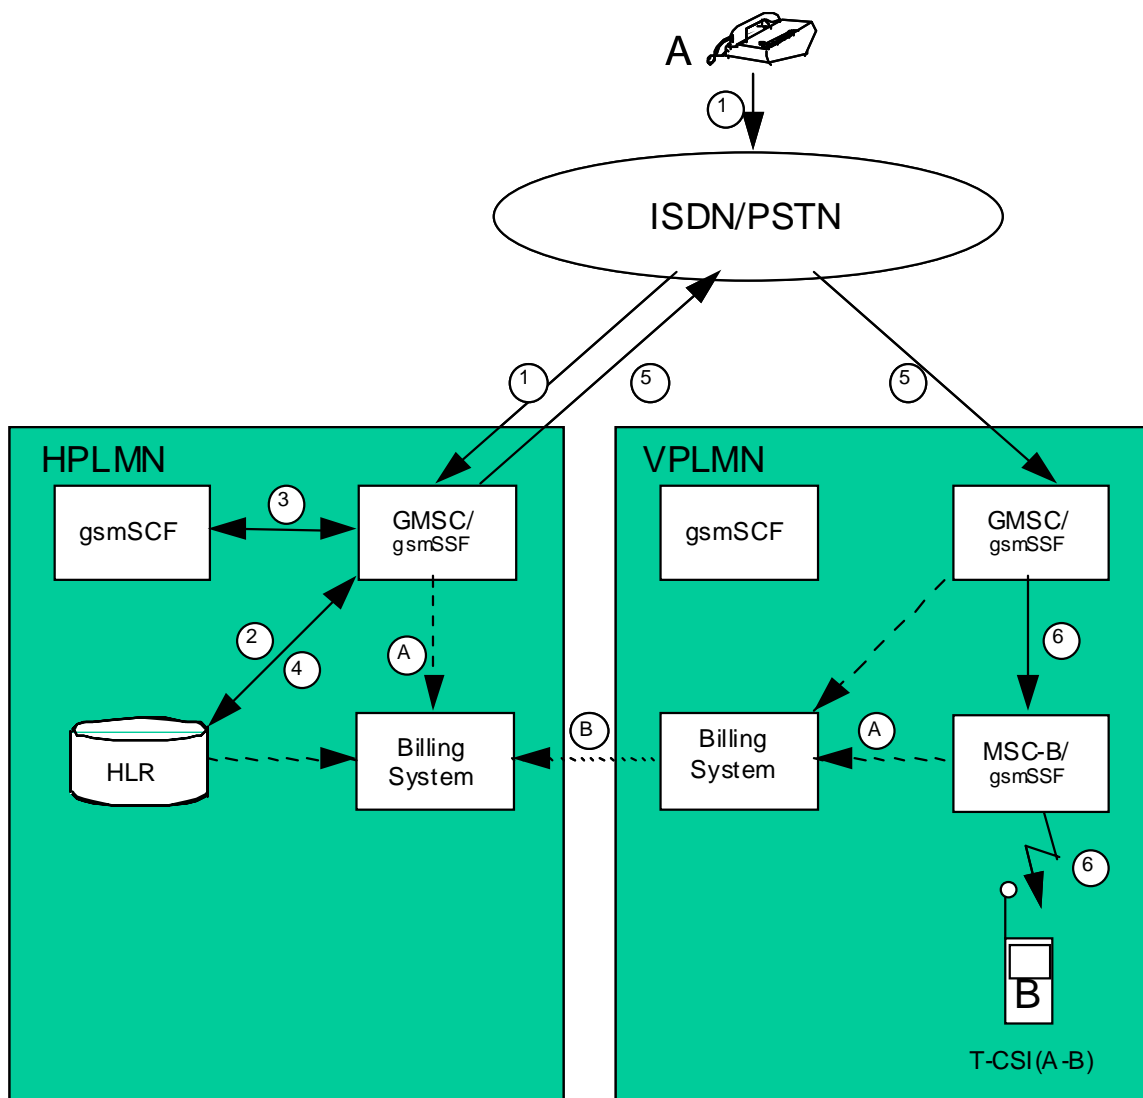 A
1
ISDN/PSTN
1
5
5
HPLMN
VPLMN
gsmSCF
3
GMSC/
gsmSSF
gsmSCF
GMSC/
gsmSSF
2
4
A
6
HLR
Billing
System
B
Billing
System
A
MSC-B/
gsmSSF
6
B
T-CSI(A-B)